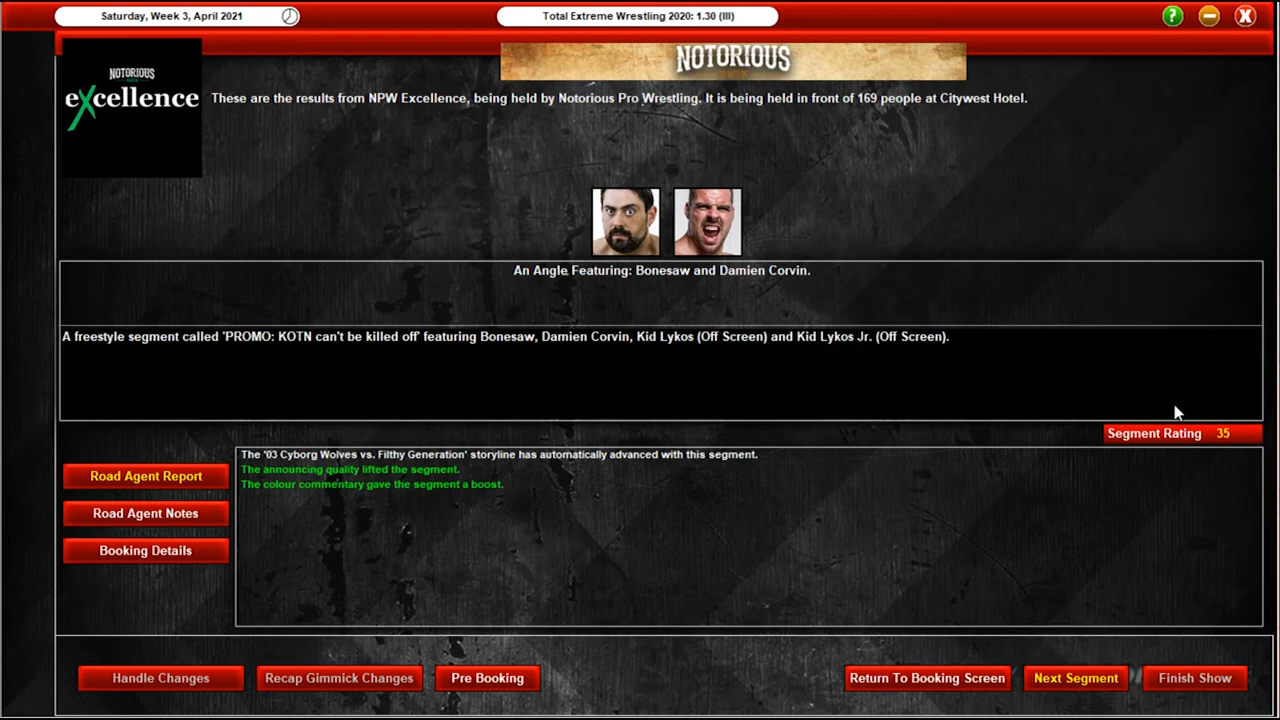 Saturday, Week 3, April 2021
Total Extreme Wrestling 2020: 1.30 (III)
?
X
NOTORIOUS
NOTORIOUS
eXcellence
These are the results from NPW Excellence, being held by Notorious Pro Wrestling. It is being held in front of 169 people at Citywest Hotel.
An Angle Featuring: Bonesaw and Damien Corvin.
A freestyle segment called 'PROMO: KOTN can't be killed off' featuring Bonesaw, Damien Corvin, Kid Lykos (Off Screen) and Kid Lykos Jr. (Off Screen).
Segment Rating 35
The '03 Cyborg Wolves vs. Filthy Generation' storyline has automatically advanced with this segment.
The announcing quality lifted the segment.
The colour commentary gave the segment a boost.
Road Agent Report
Road Agent Notes
Booking Details
Handle Changes
Recap Gimmick Changes
Pre Booking
Return To Booking Screen
Next Segment
Finish Show